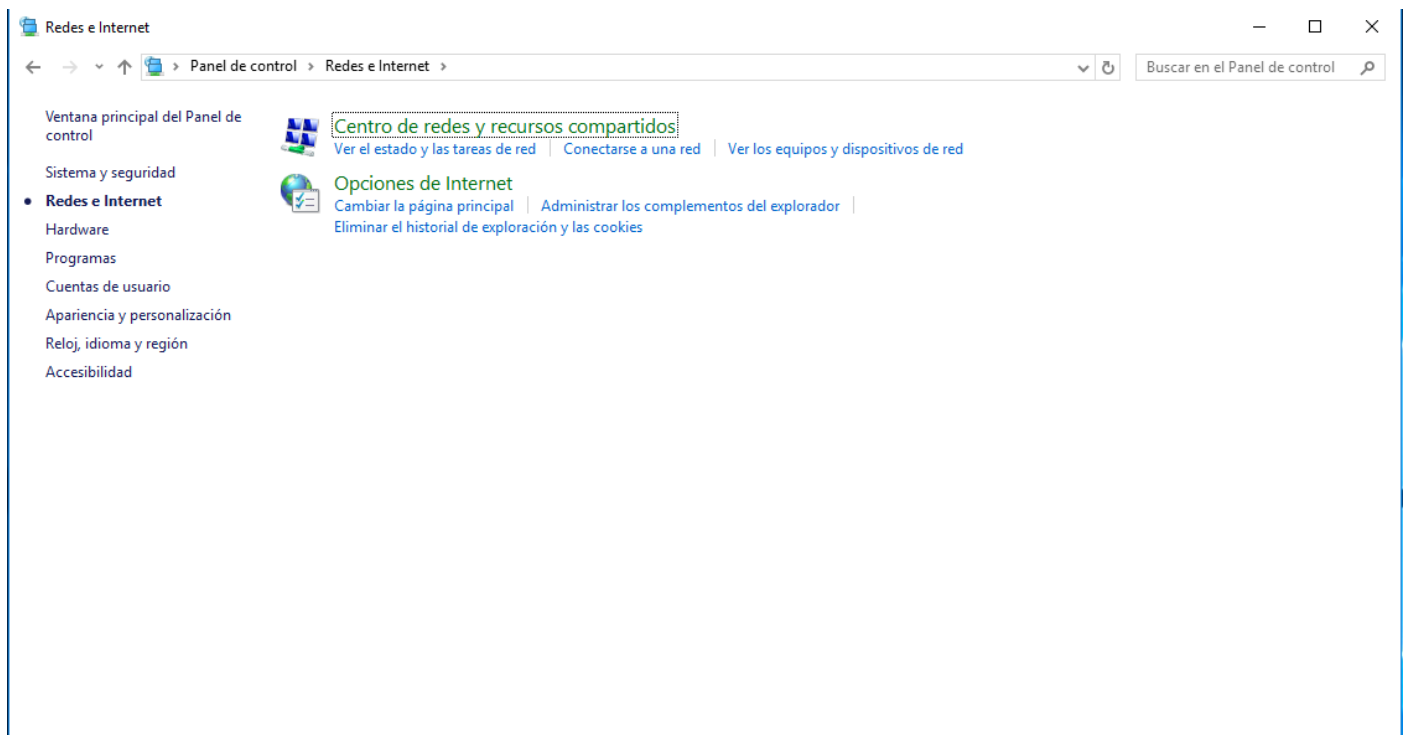 Redes e Internet
Panel de control > Redes e Internet >
Buscar en el Panel de control
Ventana principal del Panel de
control
Sistema y seguridad
Redes e Internet
Hardware
Programas
Cuentas de usuario
Apariencia y personalización
Reloj, idioma y región
Accesibilidad
Centro de redes y recursos compartidos
Ver el estado y las tareas de red | Conectarse a una red | Ver los equipos y dispositivos de red
Opciones de Internet
Cambiar la página principal | Administrar los complementos del explorador |
Eliminar el historial de exploración y las cookies